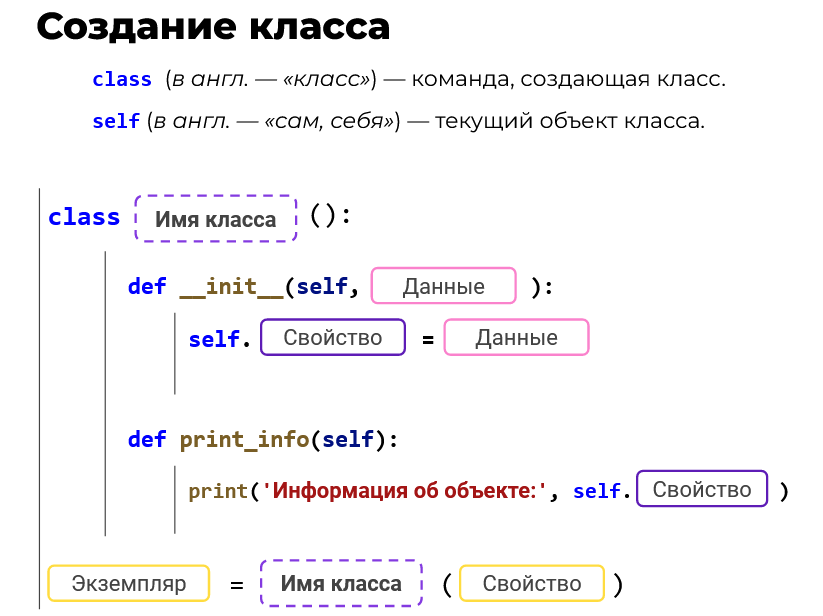 Создание класса
class (в англ. — «класс») — команда, создающая класс.
self (в англ. — «сам, себя») — текущий объект класса.
class Имя класса ():
def __init__(self, Данные ):
self. Свойство = Данные
def print_info(self):
print('Информация об объекте:', self. Свойство )
Экземпляр = Имя класса ( Свойство )